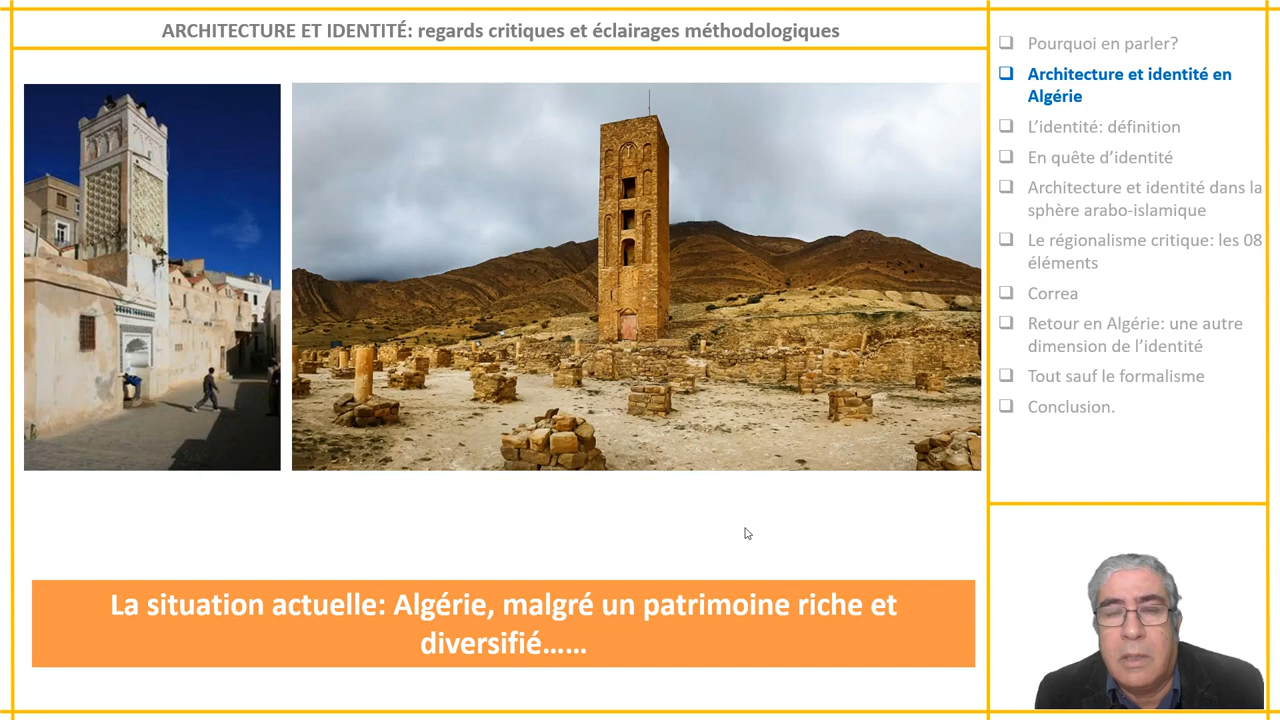 ARCHITECTURE ET IDENTITÉ: regards critiques et éclairages méthodologiques
Pourquoi en parler?
Architecture et identité en
Algérie
L'identité: définition
En quête d'identité
Architecture et identité dans la
sphère arabo-islamique
Le régionalisme critique: les 08
éléments
Correa
Retour en Algérie: une autre
dimension de l'identité
Tout sauf le formalisme
Conclusion.
La situation actuelle: Algérie, malgré un patrimoine riche et
diversifié......